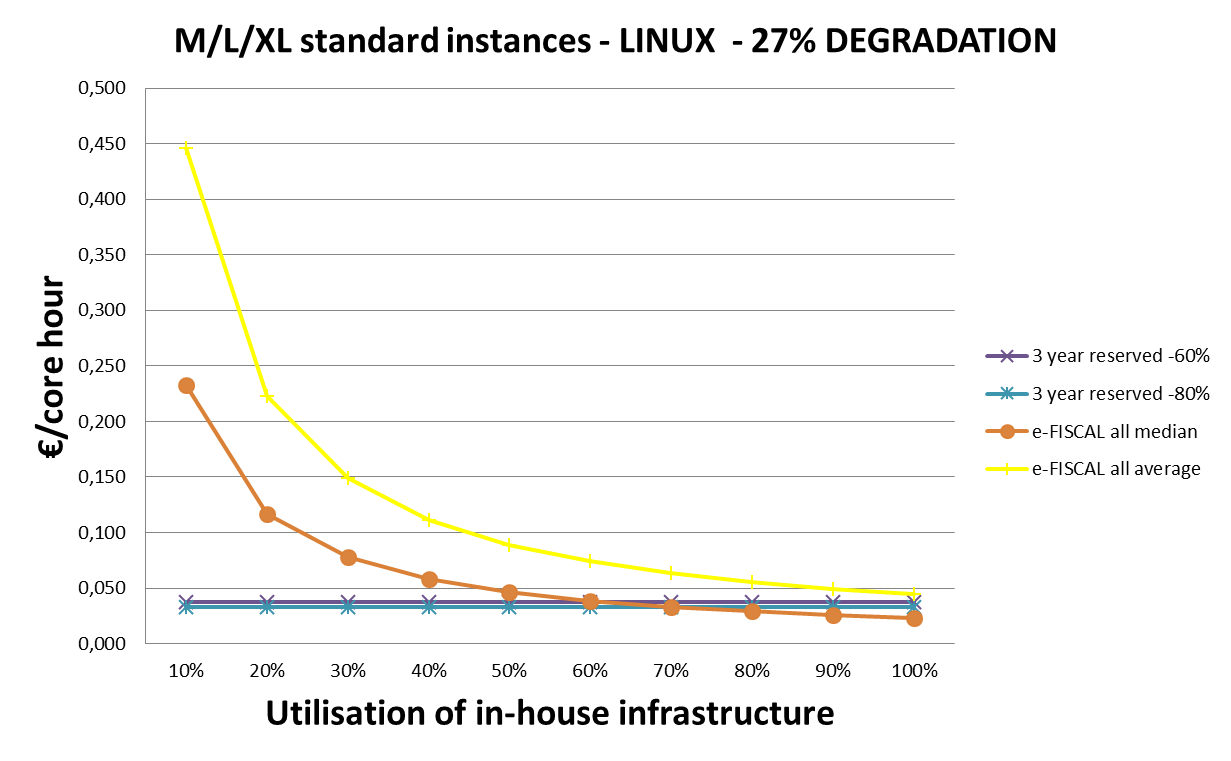 M/L/XL standard instances - LINUX  - 27% DEGRADATION
0,500
0,450
0,400
0,350
0,300
0,250
0,200
0,150
0,100
0,050
0,000
€/core hour
10% 20% 30% 40% 50% 60% 70% 80% 90% 100%
Utilisation of in-house infrastructure
3 year reserved -60%
3 year reserved -80%
e-FISCAL all median
e-FISCAL all average